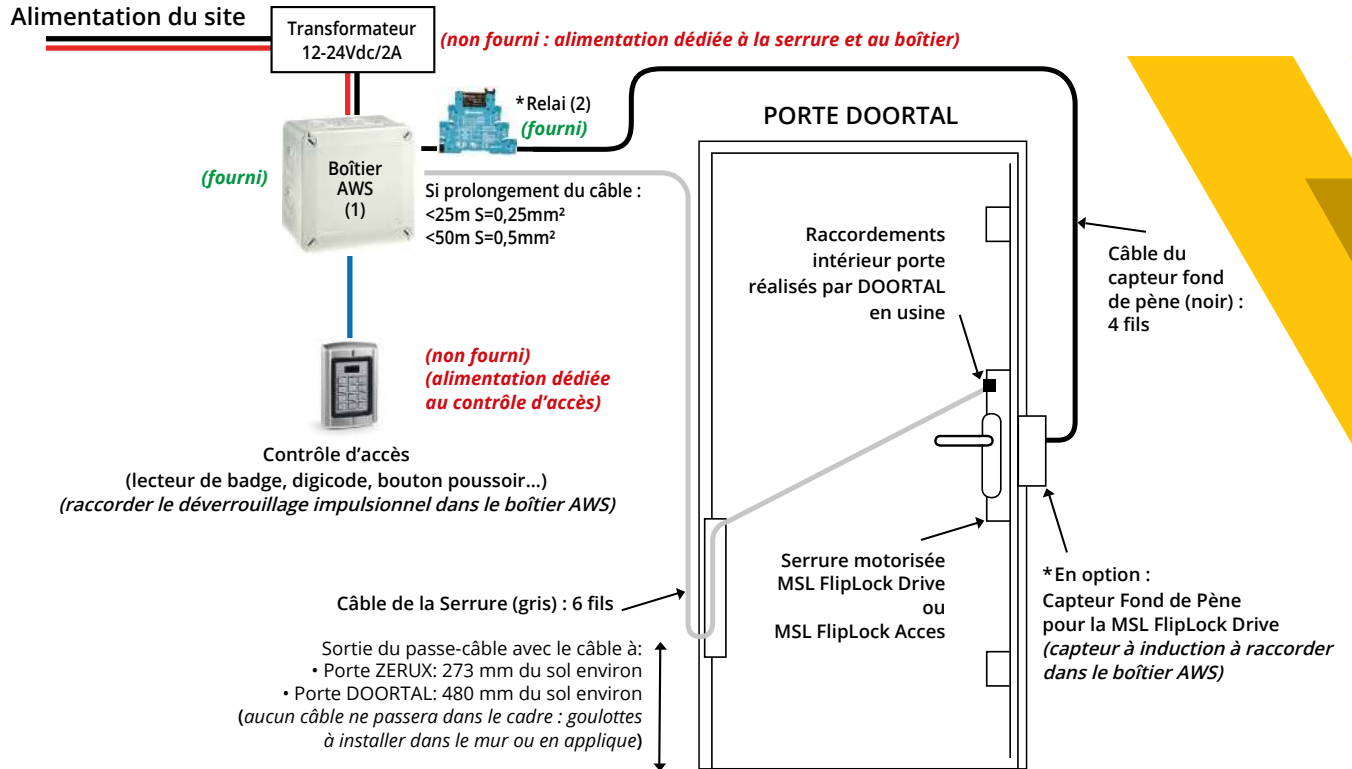 Alimentation du site
Transformateur
12-24Vdc/2A
(non fourni : alimentation dédiée à la serrure et au boîtier)
*Relai (2)
(fourni)
PORTE DOORTAL
(fourni)
Boîtier
AWS
(1)
Si prolongement du câble :
<25m S=0,25mm²
<50m S=0,5mm²
Raccordements
intérieur porte
réalisés par DOORTAL
en usine
Câble du
capteur fond
de pène (noir) :
4 fils
(non fourni)
(alimentation dédiée
au contrôle d’accès)
Contrôle d’accès
(lecteur de badge, digicode, bouton poussoir...)
(raccorder le déverrouillage impulsionnel dans le boîtier AWS)
Serrure motorisée
MSL FlipLock Drive
ou
MSL FlipLock Acces
*En option :
Capteur Fond de Pène
pour la MSL FlipLock Drive
(capteur à induction à raccorder
dans le boîtier AWS)
Câble de la Serrure (gris) : 6 fils
Sortie du passe-câble avec le câble à:
• Porte ZERUX: 273 mm du sol environ
• Porte DOORTAL: 480 mm du sol environ
(aucun câble ne passera dans le cadre : goulottes
à installer dans le mur ou en applique)